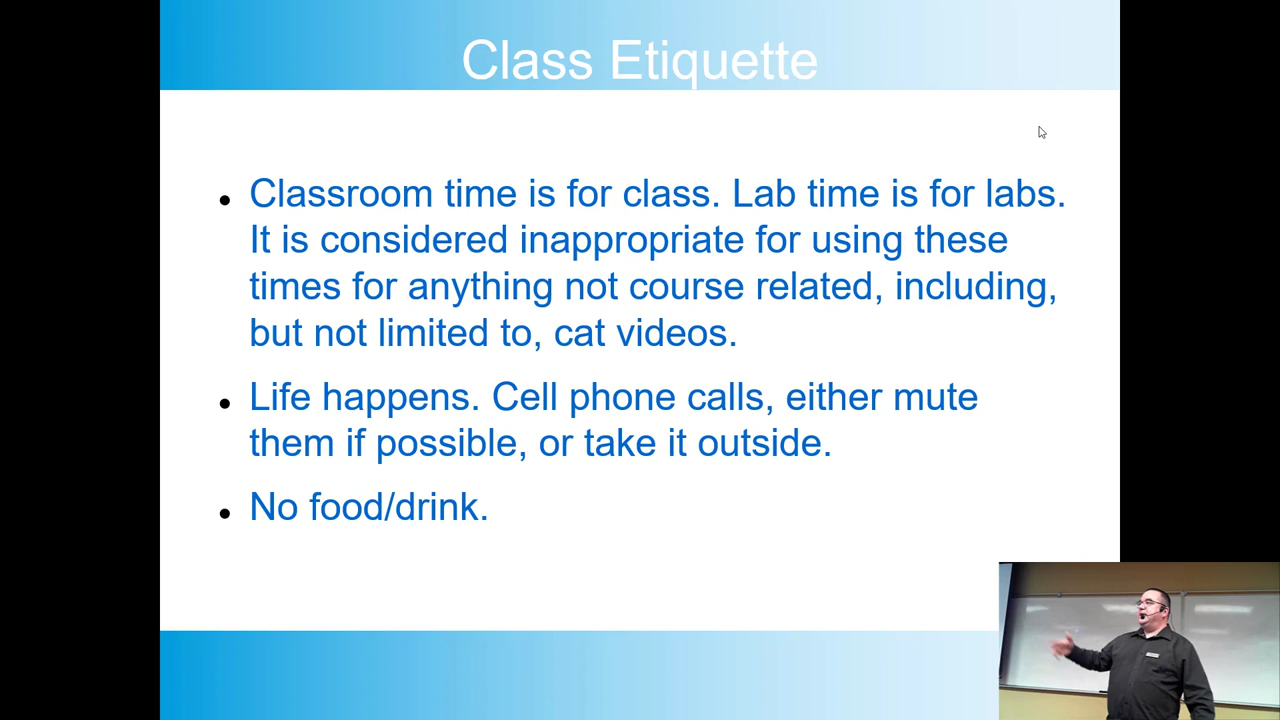 Class Etiquette
Classroom time is for class. Lab time is for labs.
It is considered inappropriate for using these
times for anything not course related, including,
but not limited to, cat videos.
Life happens. Cell phone calls, either mute
them if possible, or take it outside.
No food/drink.